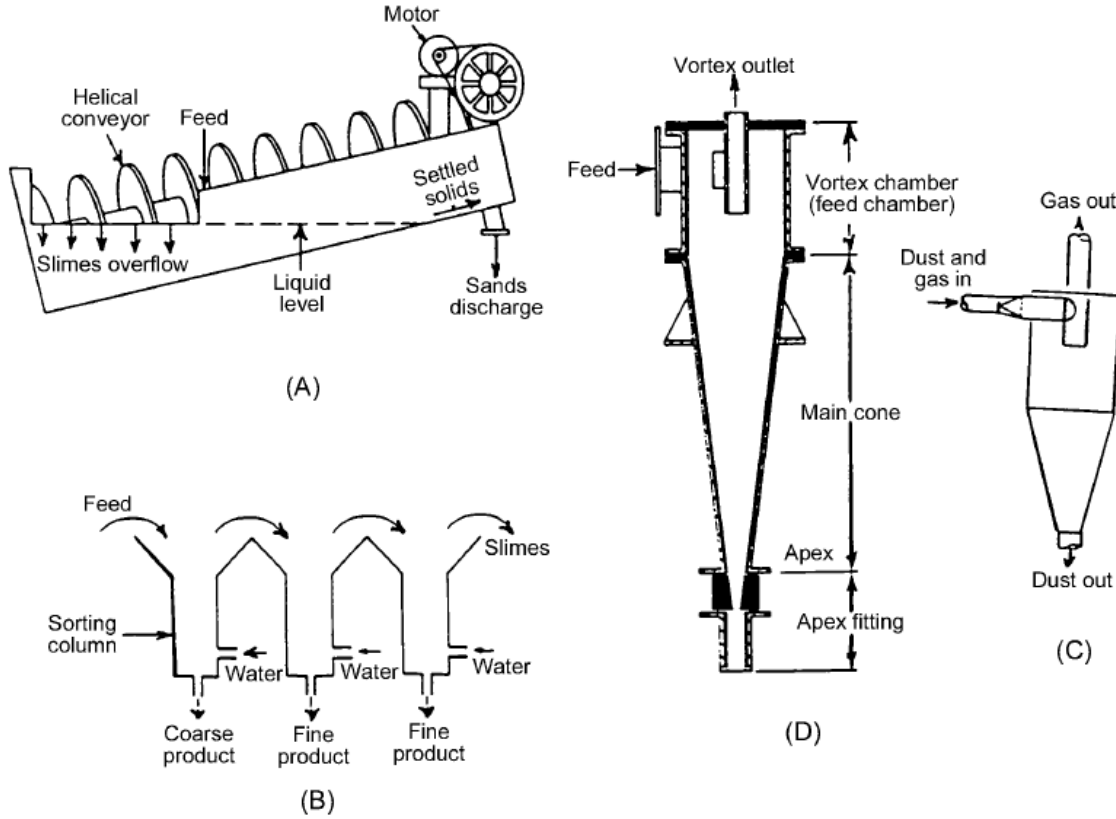 Motor
Helical
conveyor
Feed
Settled
solids
Slimes overflow
Liquid
level
Sands
discharge
(A)
Feed
Slimes
Sorting
column
Water
Water
Water
Coarse
product
Fine
product
Fine
product
(B)
Vortex outlet
Feed
Vortex chamber
(feed chamber)
Main cone
Apex
Apex fitting
(D)
Gas out
Dust and
gas in
Dust out
(C)